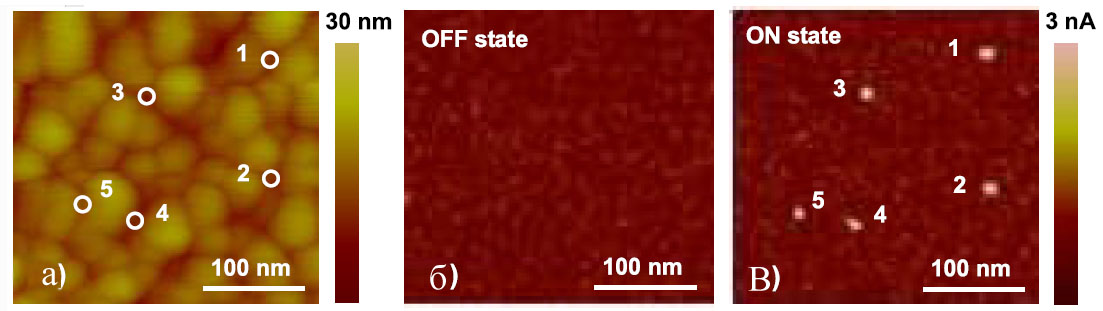 30 nm
1
3
2
5
4
100 nm
а)
OFF state
100 nm
б)
ON state
3 nA
1
3
2
5
4
100 nm
В)